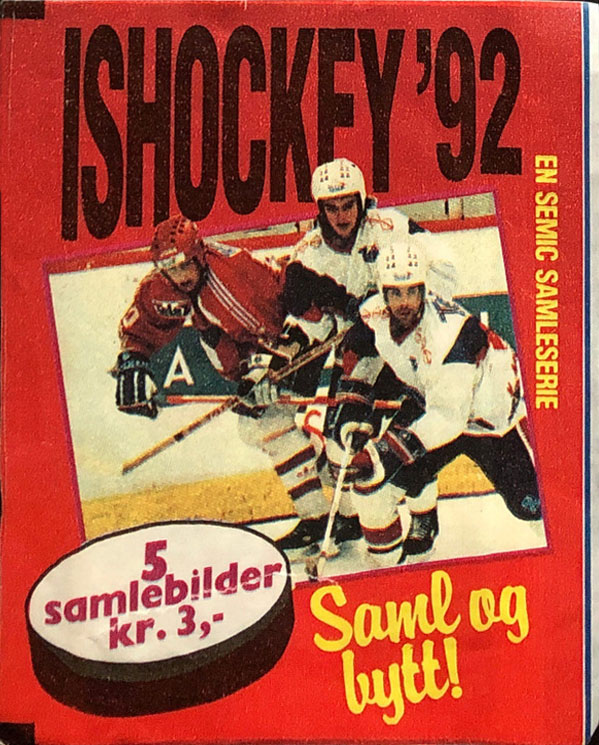 ISHOCKEY '92
EN SEMIC SAMLESERIE
A
S
5
samlebilder
kr. 3,-
Saml og
bytt!